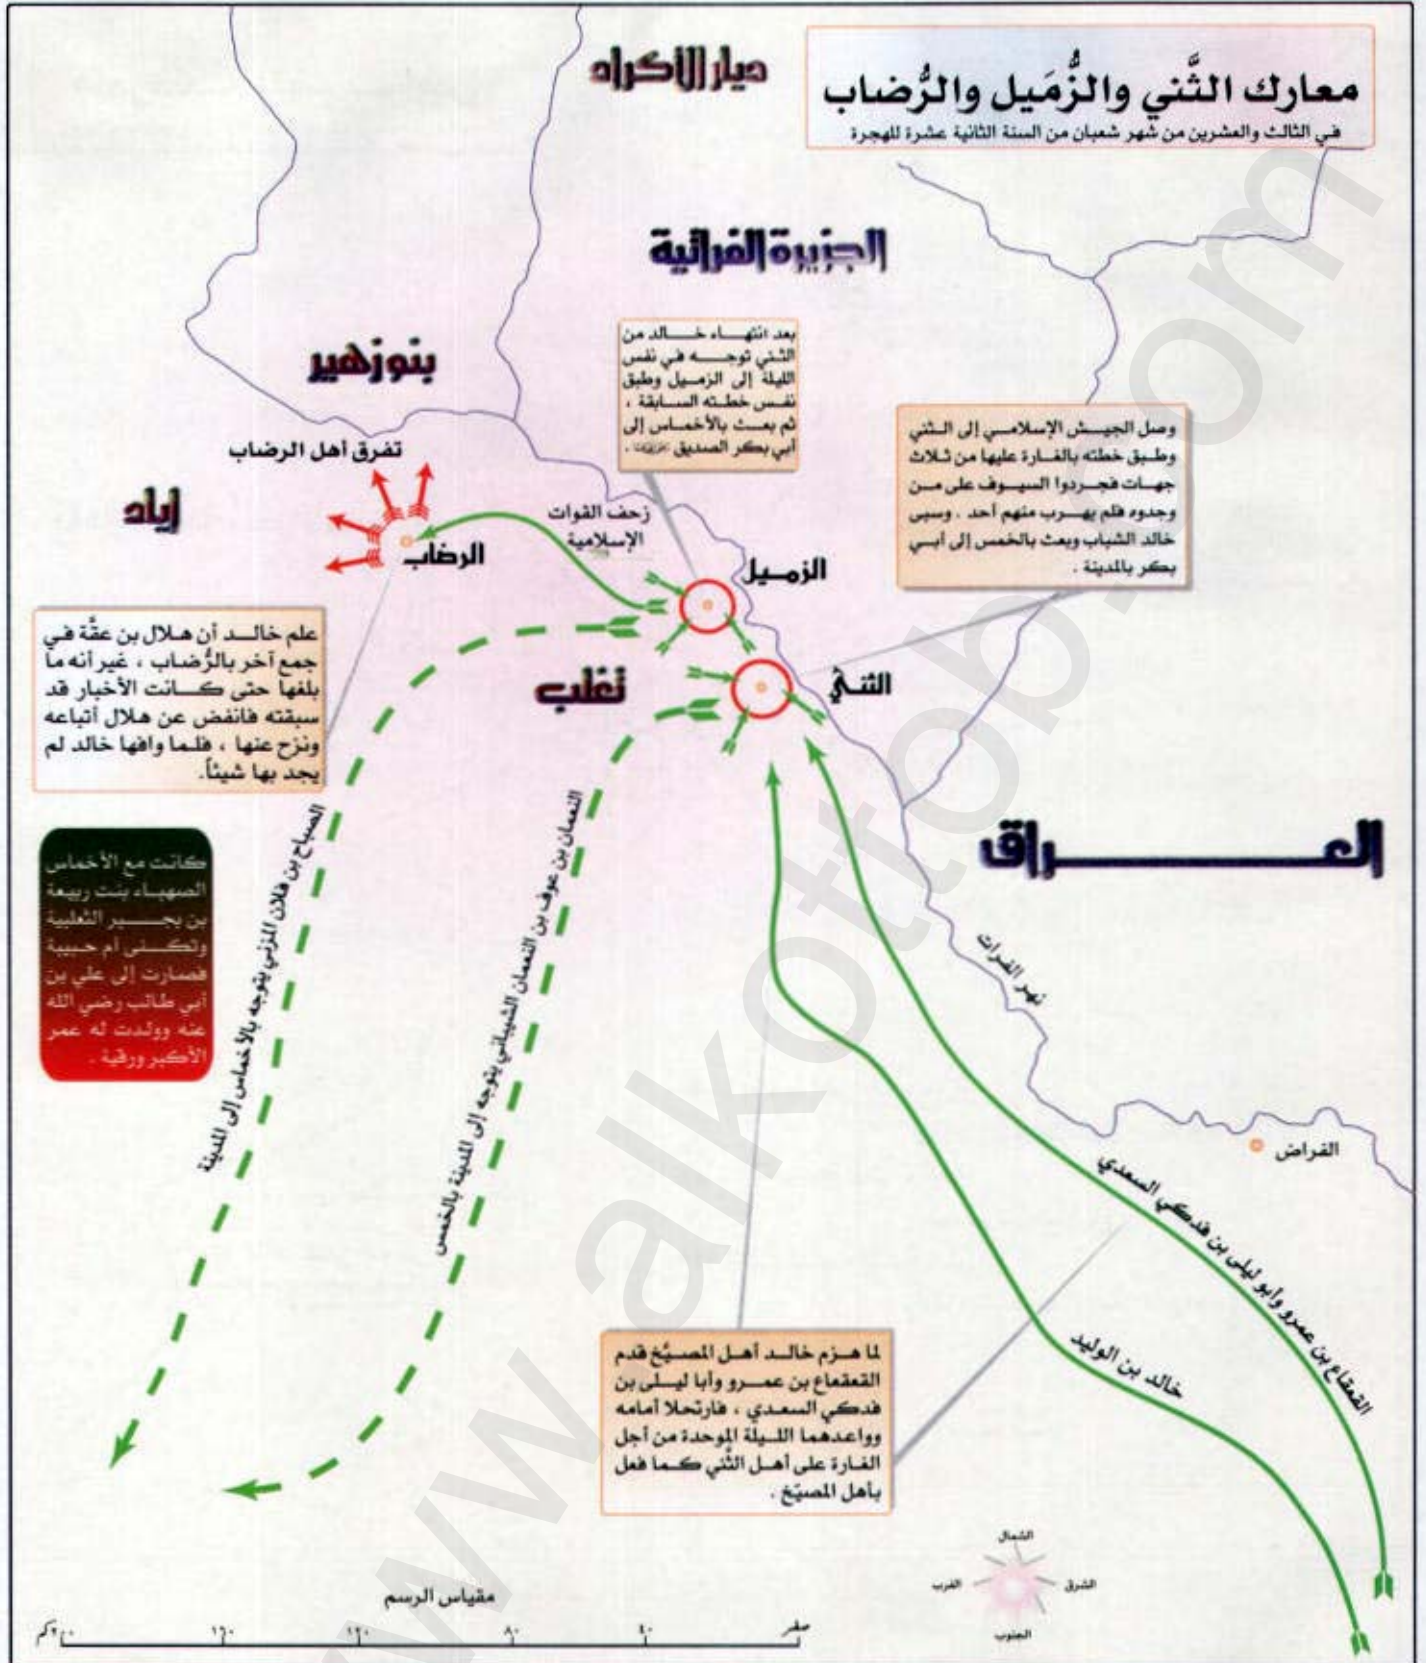 ديار الأكراد
معارك الثَّني والزُّمَيل والرُّضاب
في الثالث والعشرين من شهر شعبان من السنة الثانية عشرة للهجرة
الجزيرة الفراتية
بنو زهير
بعد انتهاء خالد من
الثني توجه في نفس
الليلة إلى الزميل وطبق
نفس خطته السابقة ،
ثم بعث بالأخماس إلى
أبي بكر الصديق .
وصل الجيش الإسلامي إلى الثني
وطبق خطته بالغارة عليها من ثلاث
جهات فجردوا السيوف على من
وجدوه فلم يهرب منهم أحد . وسبى
خالد الشباب وبعث بالخمس إلى أبي
بكر بالمدينة .
تفرق أهل الرضاب
إياد
زحف القوات
الإسلامية
الرضاب
الزميل
علم خالد أن هلال بن عقَّة في
جمع آخر بالرُّضاب ، غير أنه ما
بلغها حتى كانت الأخبار قد
سبقته فانفض عن هلال أتباعه
ونزح عنها ، فلما وافها خالد لم
يجد بها شيئاً.
تغلب
الثني
كانت مع الأخماس
الصهباء بنت ربيعة
بن بجير الثعلبية
وتكنى أم حبيبة
فصارت إلى علي بن
أبي طالب رضي الله
عنه وولدت له عمر
الأكبر ورقية .
الصباح بن فلان المزني يتوجه بالأخماس إلى المدينة
النعمان بن عوف بن النعمان الشيباني يتوجه إلى المدينة بالخمس
العراق
نهر الفرات
الفراض
القعقاع بن عمرو وأبو ليلى بن فدكي السعدي
خالد بن الوليد
لما هزم خالد أهل المصيَّخ قدم
القعقاع بن عمرو وأبا ليلى بن
فدكي السعدي ، فارتحلا أمامه
وواعدهما الليلة الموحدة من أجل
الغارة على أهل الثَّني كما فعل
بأهل المصيّخ .
الشمال
الشرق
الغرب
الجنوب
مقياس الرسم
صفر ٤٠ ٨٠ ١٢٠ ١٦٠ ٢٠٠كم
www.alkottob.com